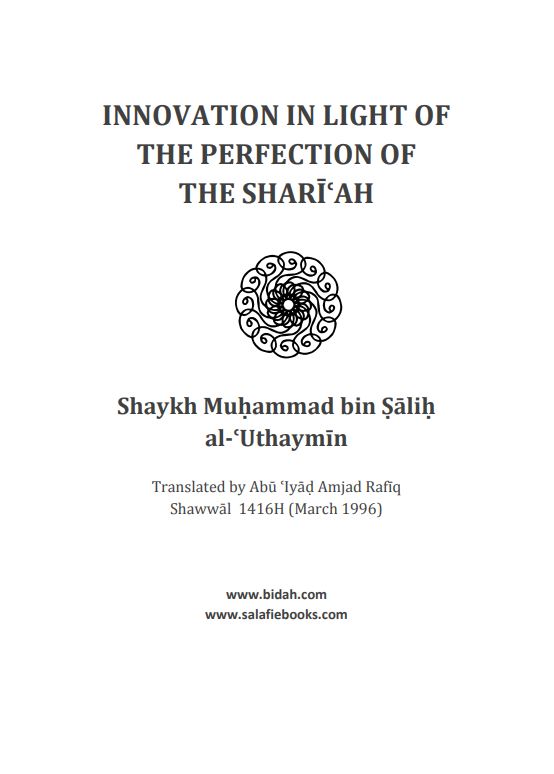 INNOVATION IN LIGHT OF
THE PERFECTION OF
THE SHARĪʿAH
Shaykh Muḥammad bin Ṣāliḥ
al-ʿUthaymīn
Translated by Abū ʿIyāḍ Amjad Rafīq
Shawwāl 1416H (March 1996)
www.bidah.com
www.salafiebooks.com